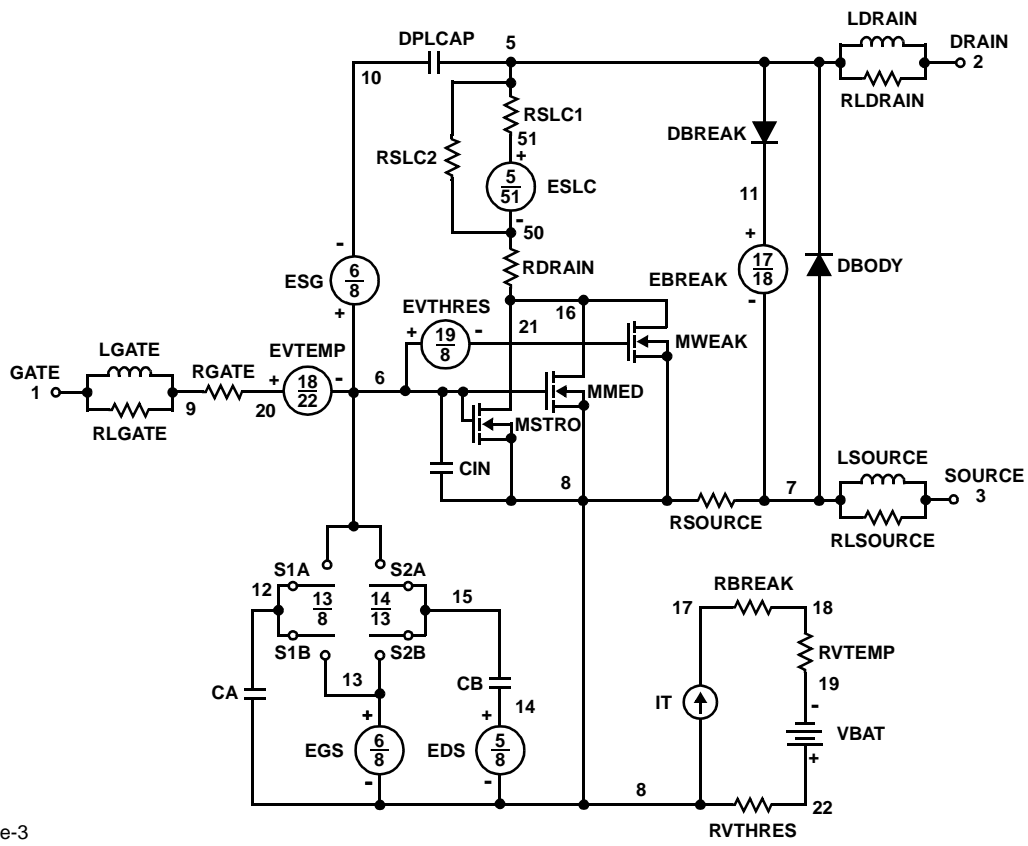 LDRAIN
DPLCAP
5
DRAIN
2
10
RLDRAIN
RSLC1
DBREAK
51
RSLC2
+
5
51
ESLC
11
-
50
-
+
17
18
EBREAK
-
DBODY
RDRAIN
ESG
6
8
+
EVTHRES
16
21
+
19
8
-
MWEAK
LGATE
EVTEMP
GATE
1
RGATE
+
18
22
-
6
MMED
9
20
RLGATE
MSTRO
CIN
8
LSOURCE
7
SOURCE
3
RSOURCE
RLSOURCE
S1A
S2A
12
13
8
14
13
15
RBREAK
17
18
S1B
S2B
RVTEMP
13
CB
19
CA
14
IT
-
+
+
VBAT
EGS
6
8
EDS
5
8
+
-
-
8
22
RVTHRES
e-3